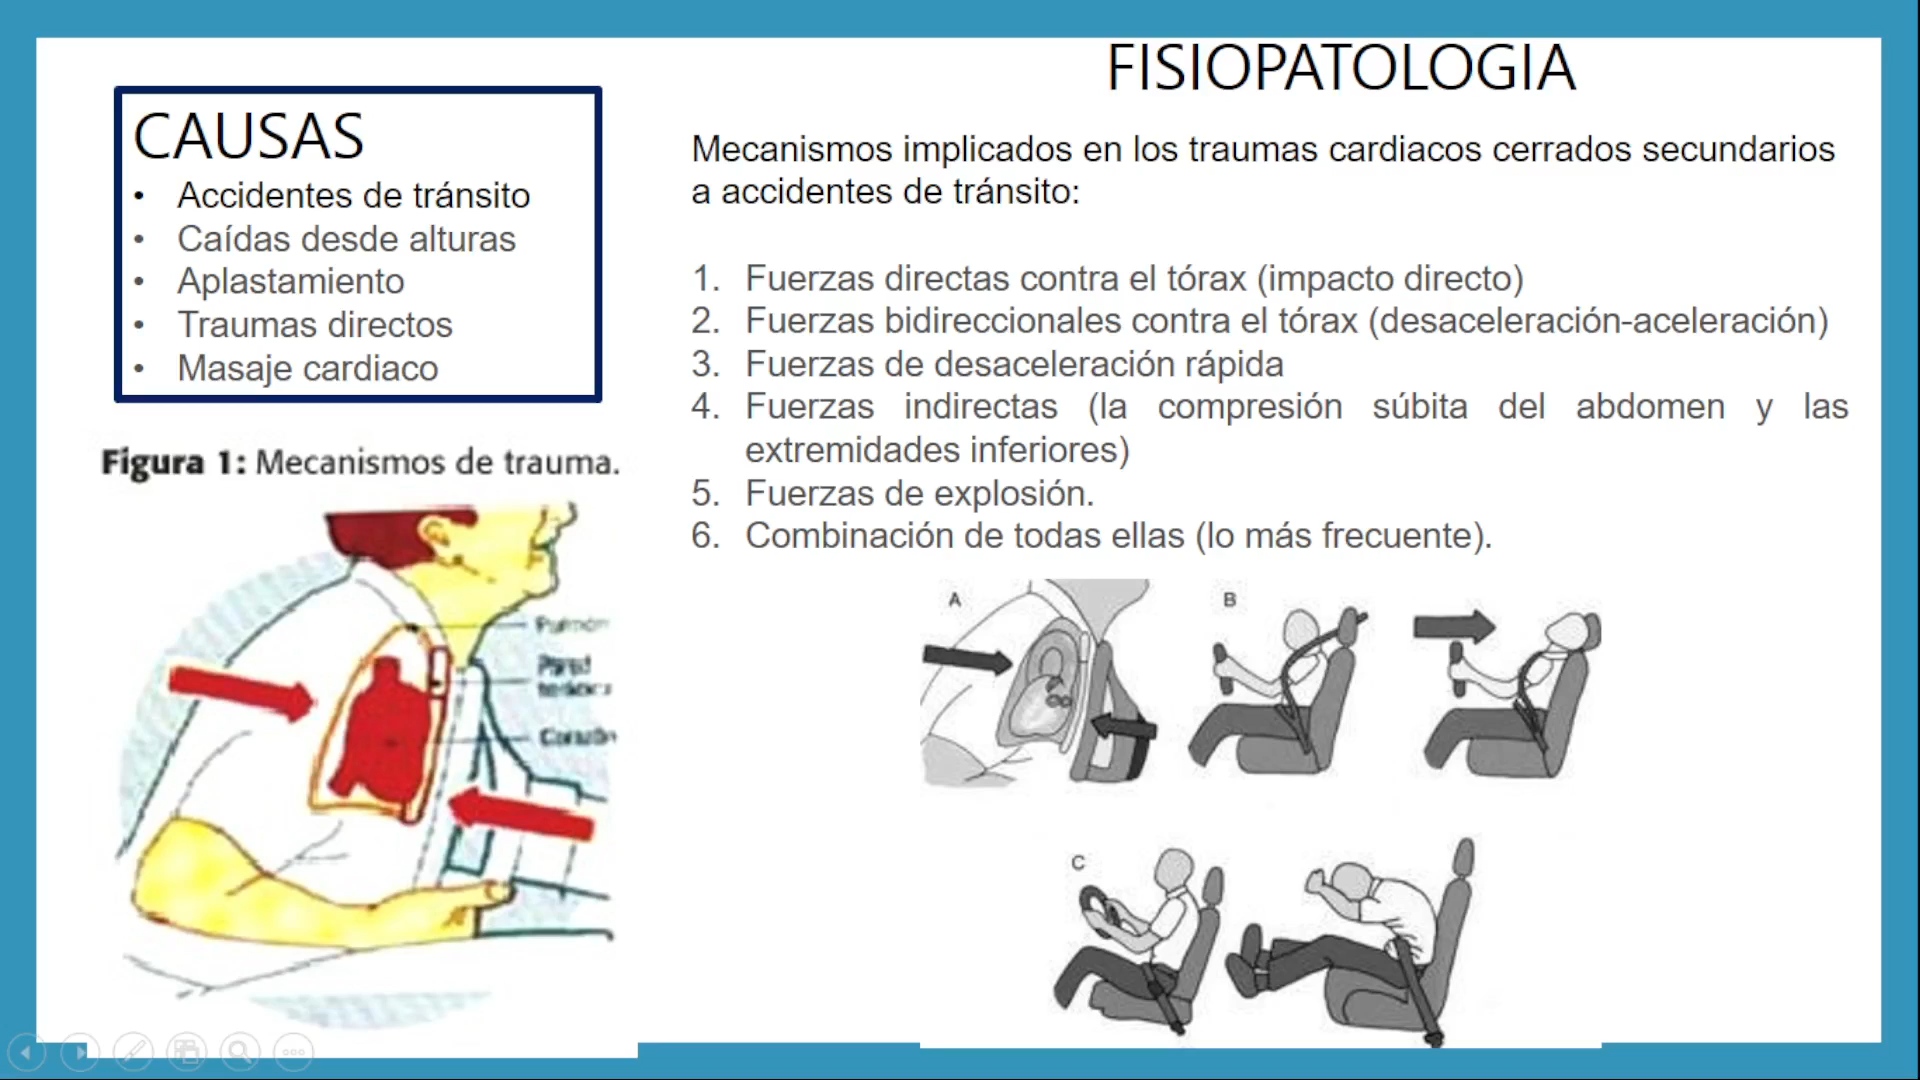 CAUSAS
• Accidentes de tránsito
• Caídas desde alturas
• Aplastamiento
• Traumas directos
• Masaje cardiaco
Figura 1: Mecanismos de trauma.
Pulmón
Pared
Corazón
FISIOPATOLOGIA
Mecanismos implicados en los traumas cardiacos cerrados secundarios
a accidentes de tránsito:
1. Fuerzas directas contra el tórax (impacto directo)
2. Fuerzas bidireccionales contra el tórax (desaceleración-aceleración)
3. Fuerzas de desaceleración rápida
4. Fuerzas indirectas (la compresión súbita del abdomen y las
extremidades inferiores)
5. Fuerzas de explosión.
6. Combinación de todas ellas (lo más frecuente).
A
B
C